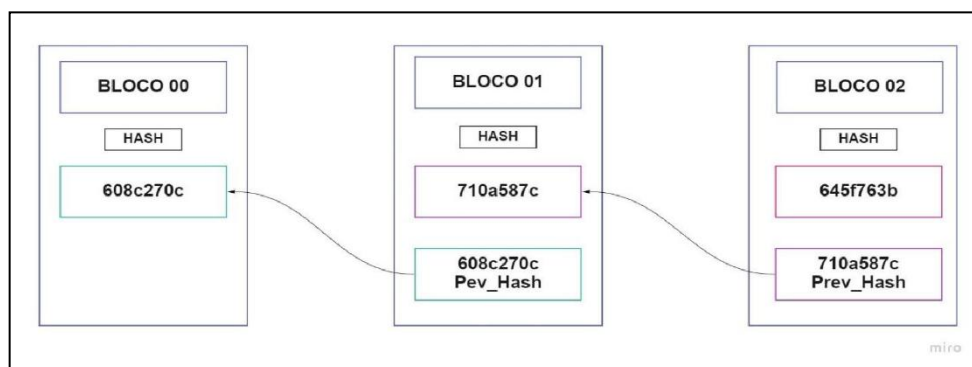 BLOCO 00
HASH
608c270c
BLOCO 01
HASH
710a587c
608c270c
Pev_Hash
BLOCO 02
HASH
645f763b
710a587c
Prev_Hash
miro